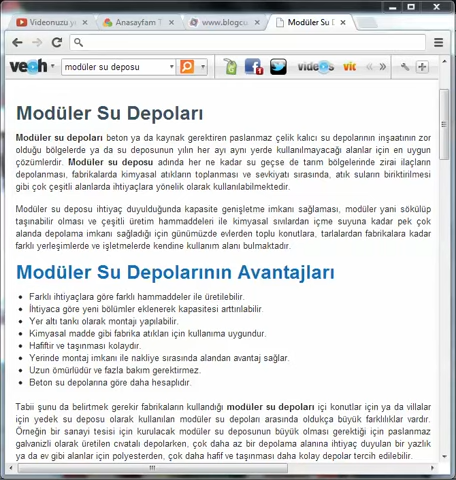 Videonuzu y
Anasayfam T
www.blogcu
Modüler Su D
veoh
modüler su deposu
videos
Modüler Su Depoları
Modüler su depoları beton ya da kaynak gerektiren paslanmaz çelik kalıcı su depolarının inşaatının zor
olduğu bölgelerde ya da su deposunun yılın her ayı aynı yerde kullanılmayacağı alanlar için en uygun
çözümlerdir. Modüler su deposu adında her ne kadar su geçse de tarım bölgelerinde zirai ilaçların
depolanması, fabrikalarda kimyasal atıkların toplanması ve sevkiyatı sırasında, atık suların biriktirilmesi
gibi çok çeşitli alanlarda ihtiyaçlara yönelik olarak kullanılabilmektedir.
Modüler su deposu ihtiyaç duyulduğunda kapasite genişletme imkanı sağlaması, modüler yani sökülüp
taşınabilir olması ve çeşitli üretim hammaddeleri ile kimyasal sıvılardan içme suyuna kadar pek çok
alanda depolama imkanı sağladığı için günümüzde evlerden toplu konutlara, tarlalardan fabrikalara kadar
farklı yerleşimlerde ve işletmelerde kendine kullanım alanı bulmaktadır.
Modüler Su Depolarının Avantajları
Farklı ihtiyaçlara göre farklı hammaddeler ile üretilebilir.
İhtiyaca göre yeni bölümler eklenerek kapasitesi arttırılabilir.
Yer altı tankı olarak montajı yapılabilir.
Kimyasal madde gibi fabrika atıkları için kullanıma uygundur.
Hafiftir ve taşınması kolaydır.
Yerinde montaj imkanı ile nakliye sırasında alandan avantaj sağlar.
Uzun ömürlüdür ve fazla bakım gerektirmez.
Beton su depolarına göre daha hesaplıdır.
Tabii şunu da belirtmek gerekir fabrikaların kullandığı modüler su depoları içi konutlar için ya da villalar
için yedek su deposu olarak kullanılan modüler su depoları arasında oldukça büyük farklılıklar vardır.
Örneğin bir sanayi tesisi için kurulacak modüler su deposunun büyük olması gerektiği için paslanmaz
galvanizli olarak üretilen cıvatalı depolarken, çok daha az bir depolama alanına ihtiyaç duyulan bir yazlık
ya da ev gibi alanlar için polyesterden, çok daha hafif ve taşınması daha kolay depolar tercih edilebilir.